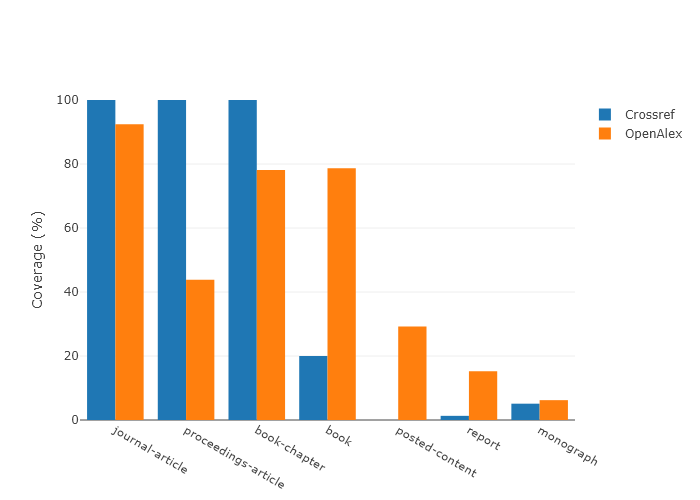 100
80
60
40
20
0
Coverage (%)
journal-article
proceedings-article
book-chapter
book
posted-content
report
monograph
Crossref
OpenAlex